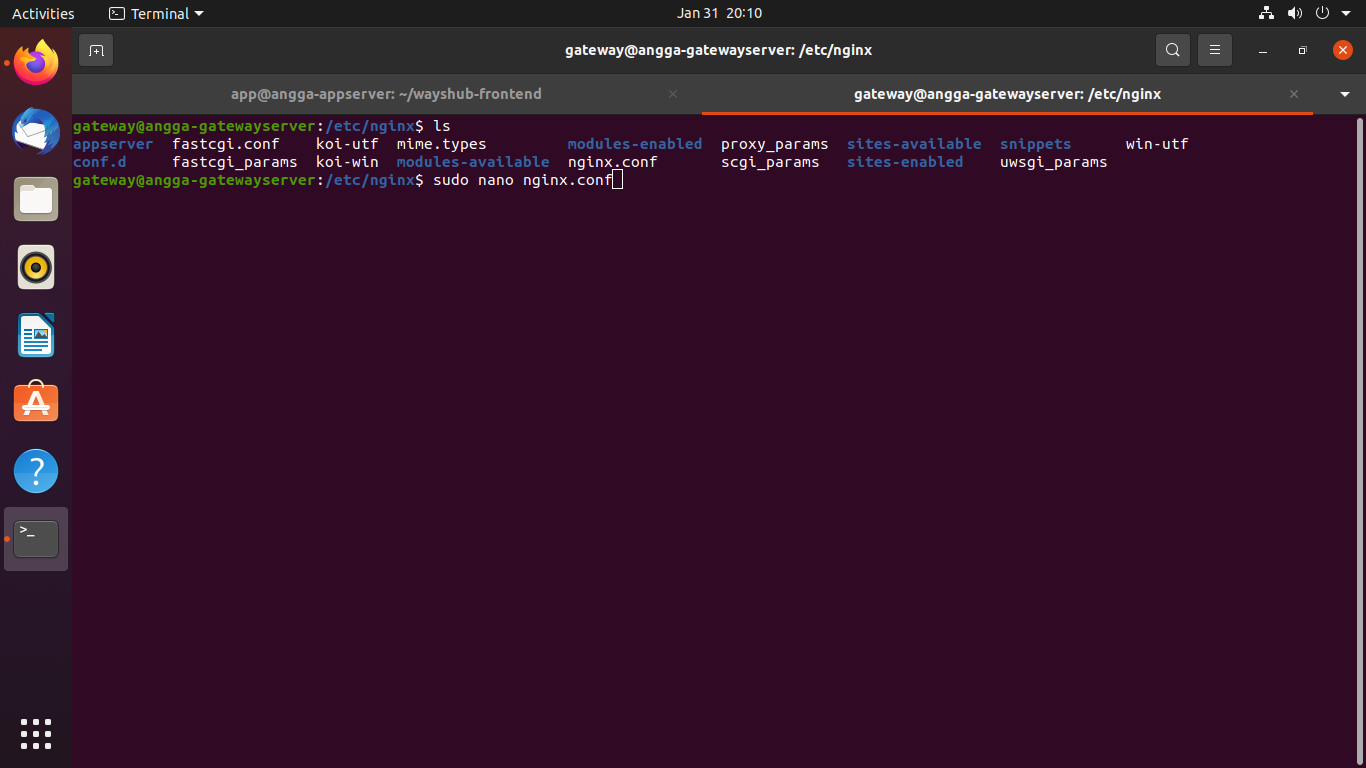 Activities Terminal Jan 31 20:10
gateway@angga-gatewayserver: /etc/nginx
app@angga-appserver: ~/wayshub-frontend gateway@angga-gatewayserver: /etc/nginx
gateway@angga-gatewayserver:/etc/nginx$ ls
appserver fastcgi.conf koi-utf mime.types modules-enabled proxy_params sites-available snippets win-utf
conf.d fastcgi_params koi-win modules-available nginx.conf scgi_params sites-enabled uwsgi_params
gateway@angga-gatewayserver:/etc/nginx$ sudo nano nginx.conf